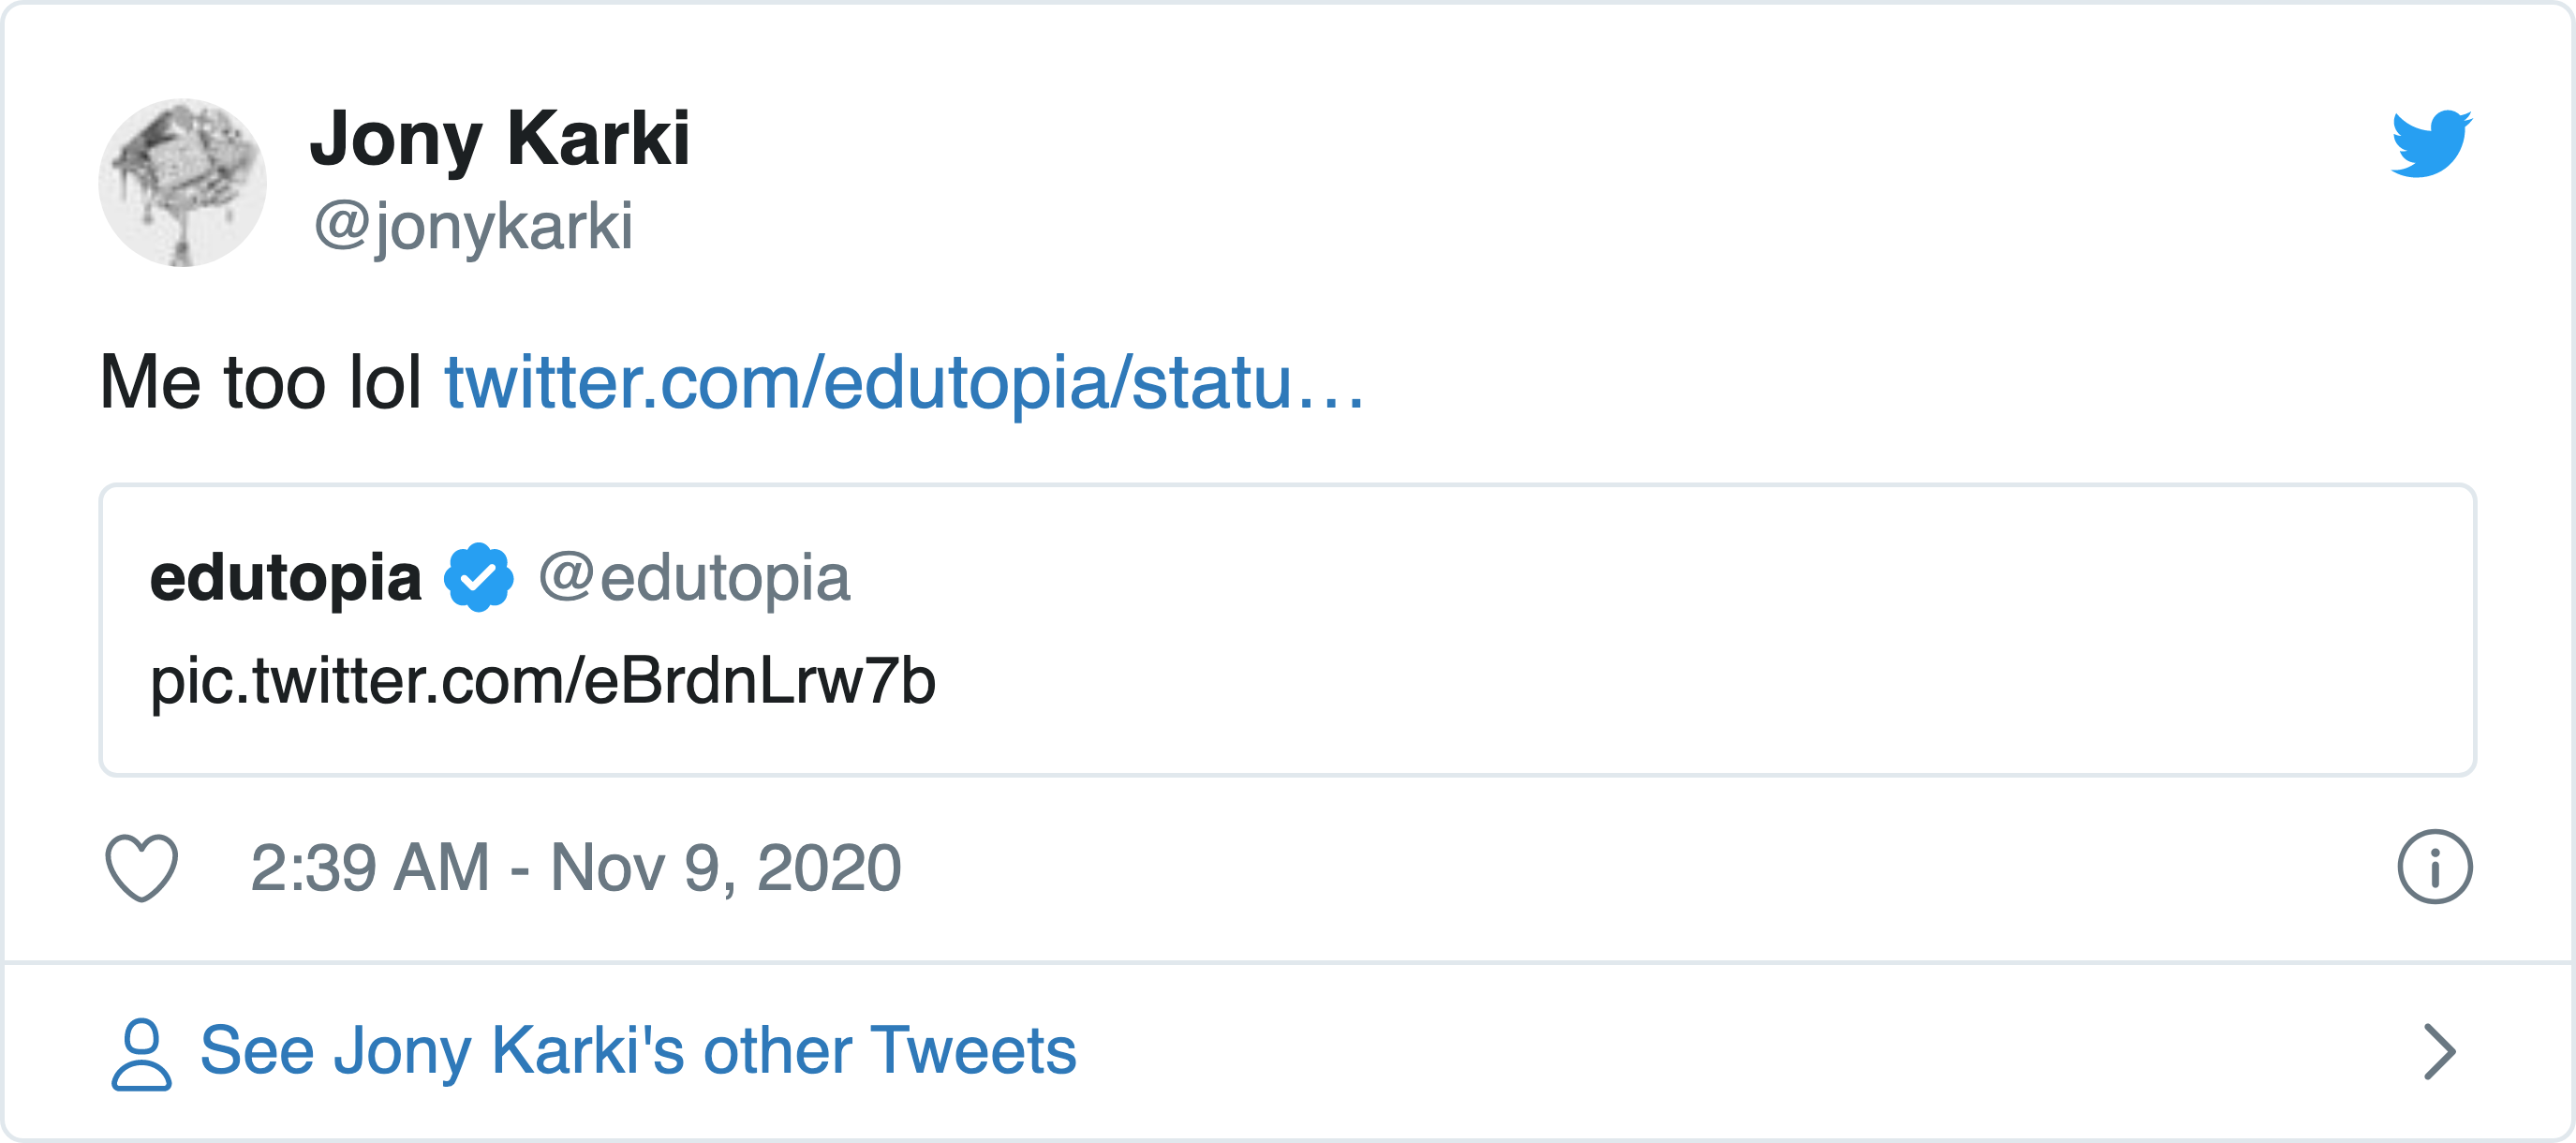 Jony Karki
@jonykarki
Me too lol twitter.com/edutopia/statu…
edutopia @edutopia
pic.twitter.com/eBrdnLrw7b
2:39 AM - Nov 9, 2020
See Jony Karki's other Tweets